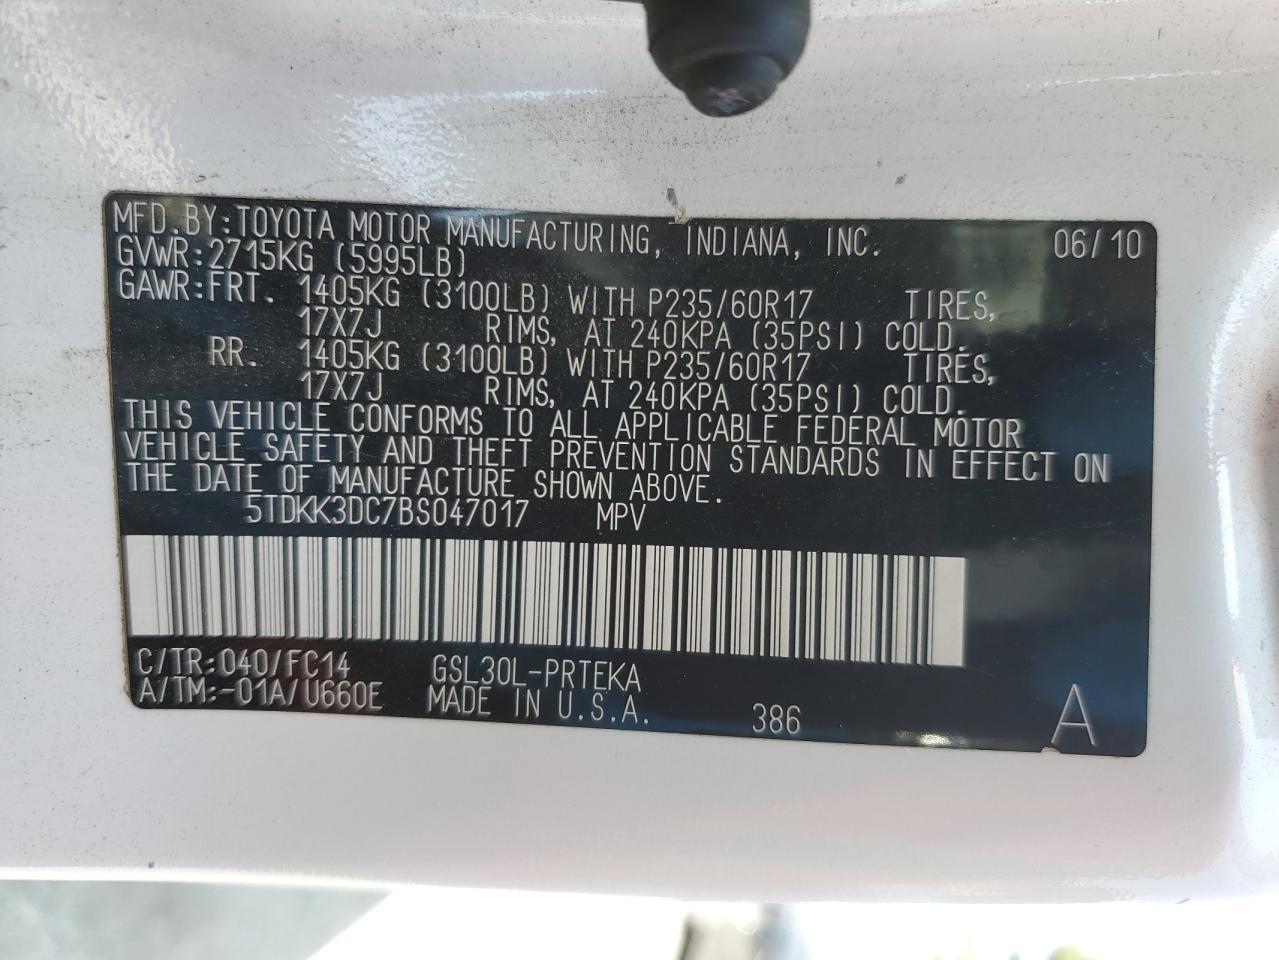 MFD.BY:TOYOTA MOTOR MANUFACTURING, INDIANA, INC. 06/10
GVWR:2715KG (5995LB)
GAWR:FRT. 1405KG (3100LB) WITH P235/60R17 TIRES,
17X7J RIMS, AT 240KPA (35PSI) COLD.
RR. 1405KG (3100LB) WITH P235/60R17 TIRES,
17X7J RIMS, AT 240KPA (35PSI) COLD.
THIS VEHICLE CONFORMS TO ALL APPLICABLE FEDERAL MOTOR
VEHICLE SAFETY AND THEFT PREVENTION STANDARDS IN EFFECT ON
THE DATE OF MANUFACTURE SHOWN ABOVE.
5TDKK3DC7BS047017 MPV
C/TR:040/FC14 GSL30L-PRTEKA
A/TM:-01A/U660E MADE IN U.S.A. 386 A